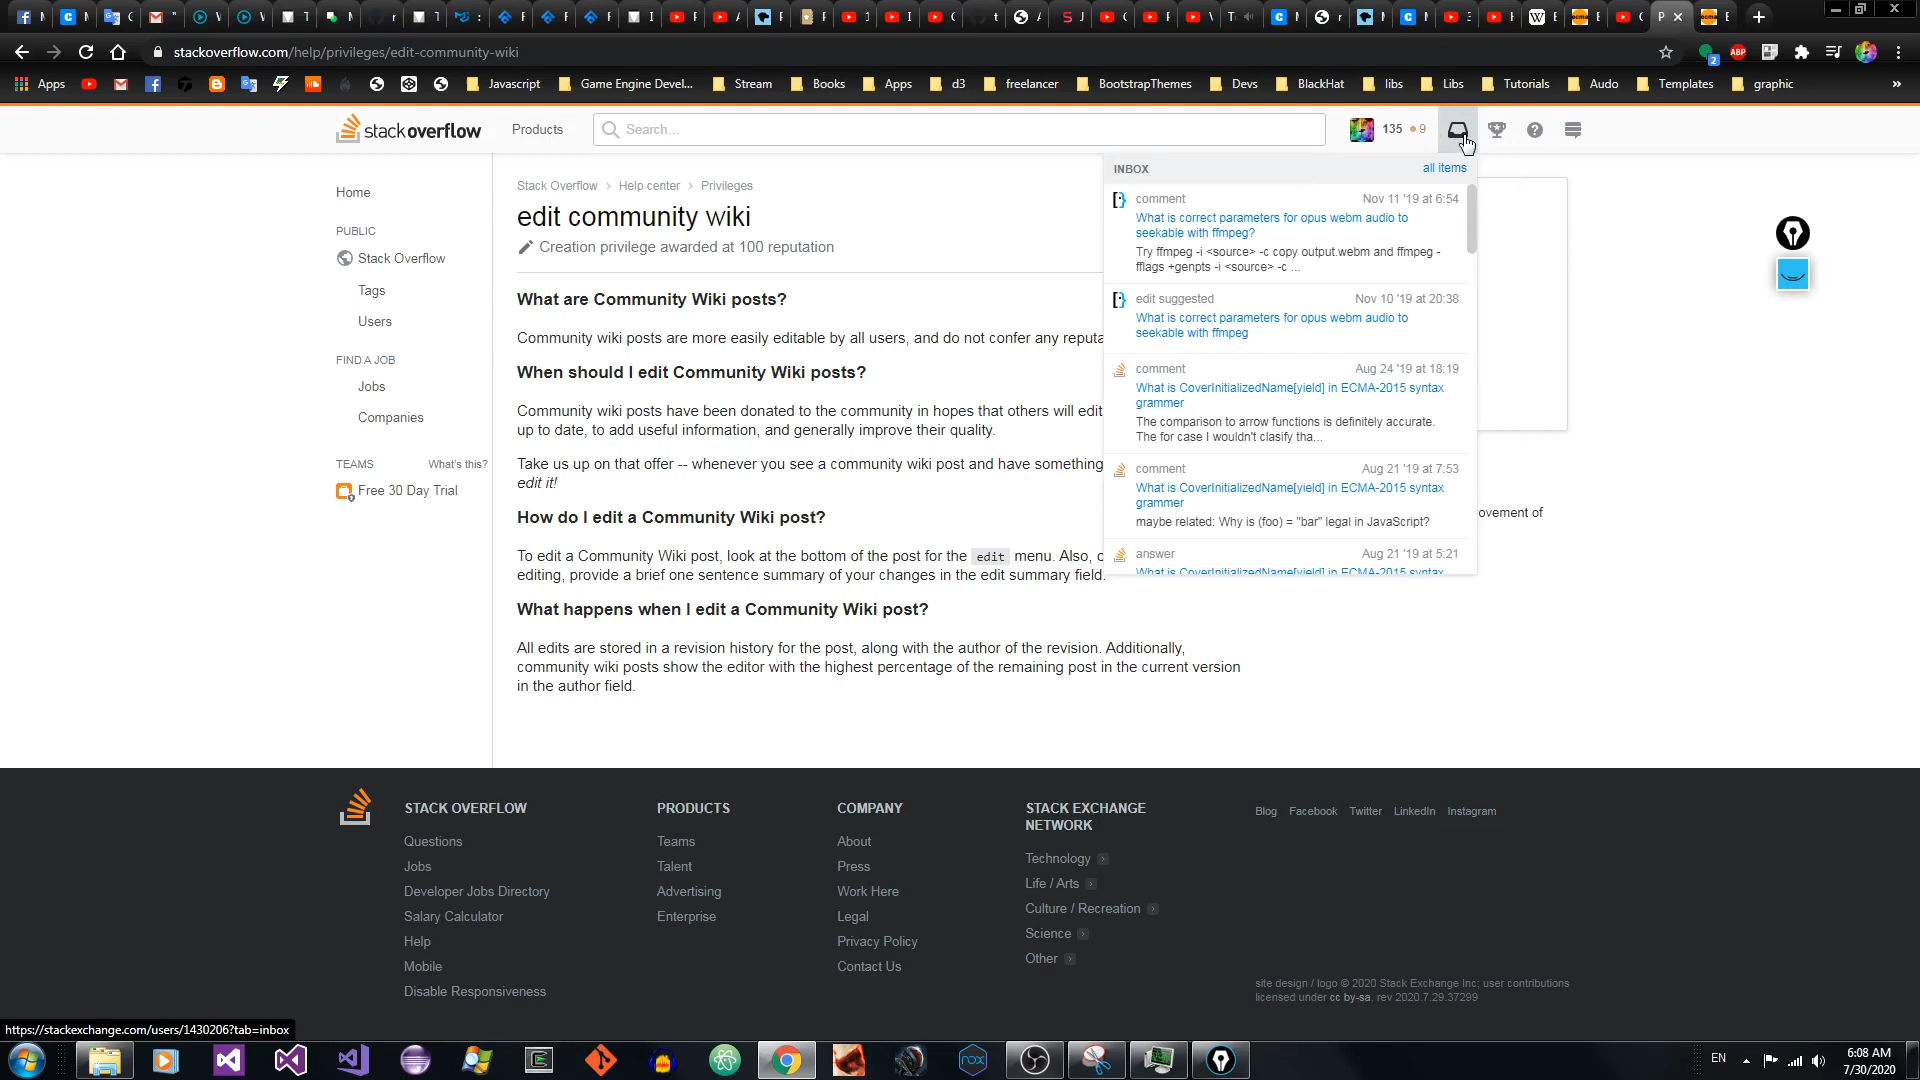 stackoverflow.com/help/privileges/edit-community-wiki
ABP
2
Apps
Javascript
Game Engine Devel...
Stream
Books
Apps
d3
freelancer
BootstrapThemes
Devs
BlackHat
libs
Libs
Tutorials
Audo
Templates
graphic
stackoverflow
Products
Search...
135
9
Home
PUBLIC
Stack Overflow
Tags
Users
FIND A JOB
Jobs
Companies
TEAMS
What's this?
Free 30 Day Trial
Stack Overflow
Help center
Privileges
edit community wiki
Creation privilege awarded at 100 reputation
What are Community Wiki posts?
Community wiki posts are more easily editable by all users, and do not confer any reputa
When should I edit Community Wiki posts?
Community wiki posts have been donated to the community in hopes that others will edit
up to date, to add useful information, and generally improve their quality.
Take us up on that offer -- whenever you see a community wiki post and have something
edit it!
How do I edit a Community Wiki post?
To edit a Community Wiki post, look at the bottom of the post for the edit menu. Also,
editing, provide a brief one sentence summary of your changes in the edit summary field.
What happens when I edit a Community Wiki post?
All edits are stored in a revision history for the post, along with the author of the revision. Additionally,
community wiki posts show the editor with the highest percentage of the remaining post in the current version
in the author field.
INBOX
all items
comment
Nov 11 '19 at 6:54
What is correct parameters for opus webm audio to
seekable with ffmpeg?
Try ffmpeg -i <source> -c copy output.webm and ffmpeg -
fflags +genpts -i <source> -c ...
edit suggested
Nov 10 '19 at 20:38
What is correct parameters for opus webm audio to
seekable with ffmpeg
comment
Aug 24 '19 at 18:19
What is CoverInitializedName[yield] in ECMA-2015 syntax
grammer
The comparison to arrow functions is definitely accurate.
The for case I wouldn't clasify tha...
comment
Aug 21 '19 at 7:53
What is CoverInitializedName[yield] in ECMA-2015 syntax
grammer
maybe related: Why is (foo) = "bar" legal in JavaScript?
answer
Aug 21 '19 at 5:21
What is CoverInitializedName[yield] in ECMA-2015 syntax
ovement of
STACK OVERFLOW
Questions
Jobs
Developer Jobs Directory
Salary Calculator
Help
Mobile
Disable Responsiveness
PRODUCTS
Teams
Talent
Advertising
Enterprise
COMPANY
About
Press
Work Here
Legal
Privacy Policy
Contact Us
STACK EXCHANGE
NETWORK
Technology
Life / Arts
Culture / Recreation
Science
Other
Blog
Facebook
Twitter
LinkedIn
Instagram
site design / logo © 2020 Stack Exchange Inc; user contributions
licensed under cc by-sa. rev 2020.7.29.37299
https://stackexchange.com/users/1430206?tab=inbox
nox
EN
6:08 AM
7/30/2020